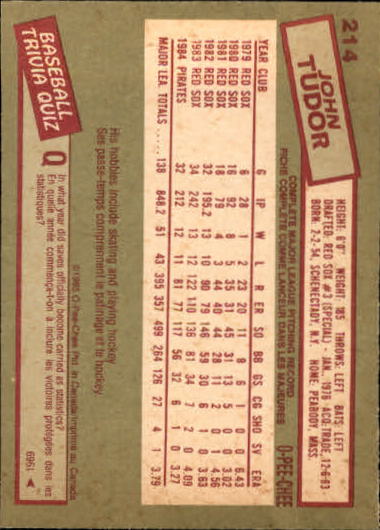 214
JOHN
TUDOR
HEIGHT: 6'0" WEIGHT: 185 THROWS: LEFT BATS: LEFT
DRAFTED: RED SOX #3 (SPECIAL) - JAN., 1976 ACQ: TRADE, 12-6-83
BORN: 2-2-54, SCHENECTADY, N.Y. HOME: PEABODY, MASS.
COMPLETE MAJOR LEAGUE PITCHING RECORD
FICHE COMPLÈTE COMME LANCEUR DANS LES MAJEURES
O-PEE-CHEE
YEAR CLUB G IP W L R ER SO BB GS CG SHO SV ERA
1979 RED SOX 6 28 1 2 23 20 11 9 6 1 0 0 6.43
1980 RED SOX 16 92 8 5 35 31 45 31 13 5 0 0 3.03
1981 RED SOX 18 79 4 3 44 40 44 28 11 2 0 1 4.56
1982 RED SOX 32 195.2 13 10 90 79 146 59 30 6 1 0 3.63
1983 RED SOX 34 242 13 12 122 110 136 81 34 7 2 0 4.09
1984 PIRATES 32 212 12 11 81 77 117 56 32 6 1 0 3.27
MAJOR LEA. TOTALS 138 848.2 51 43 395 357 499 264 126 27 4 1 3.79
His hobbies include skating and playing hockey.
Ses passe-temps comprennent le patinage et le hockey.
© 1985 O-Pee-Chee Ptd. in Canada/Imprimé au Canada
BASEBALL
TRIVIA QUIZ
Q In what year did saves officially become carried as statistics?
En quelle année commença-t-on à inclure les victoires protégées dans les
statistiques?
1969